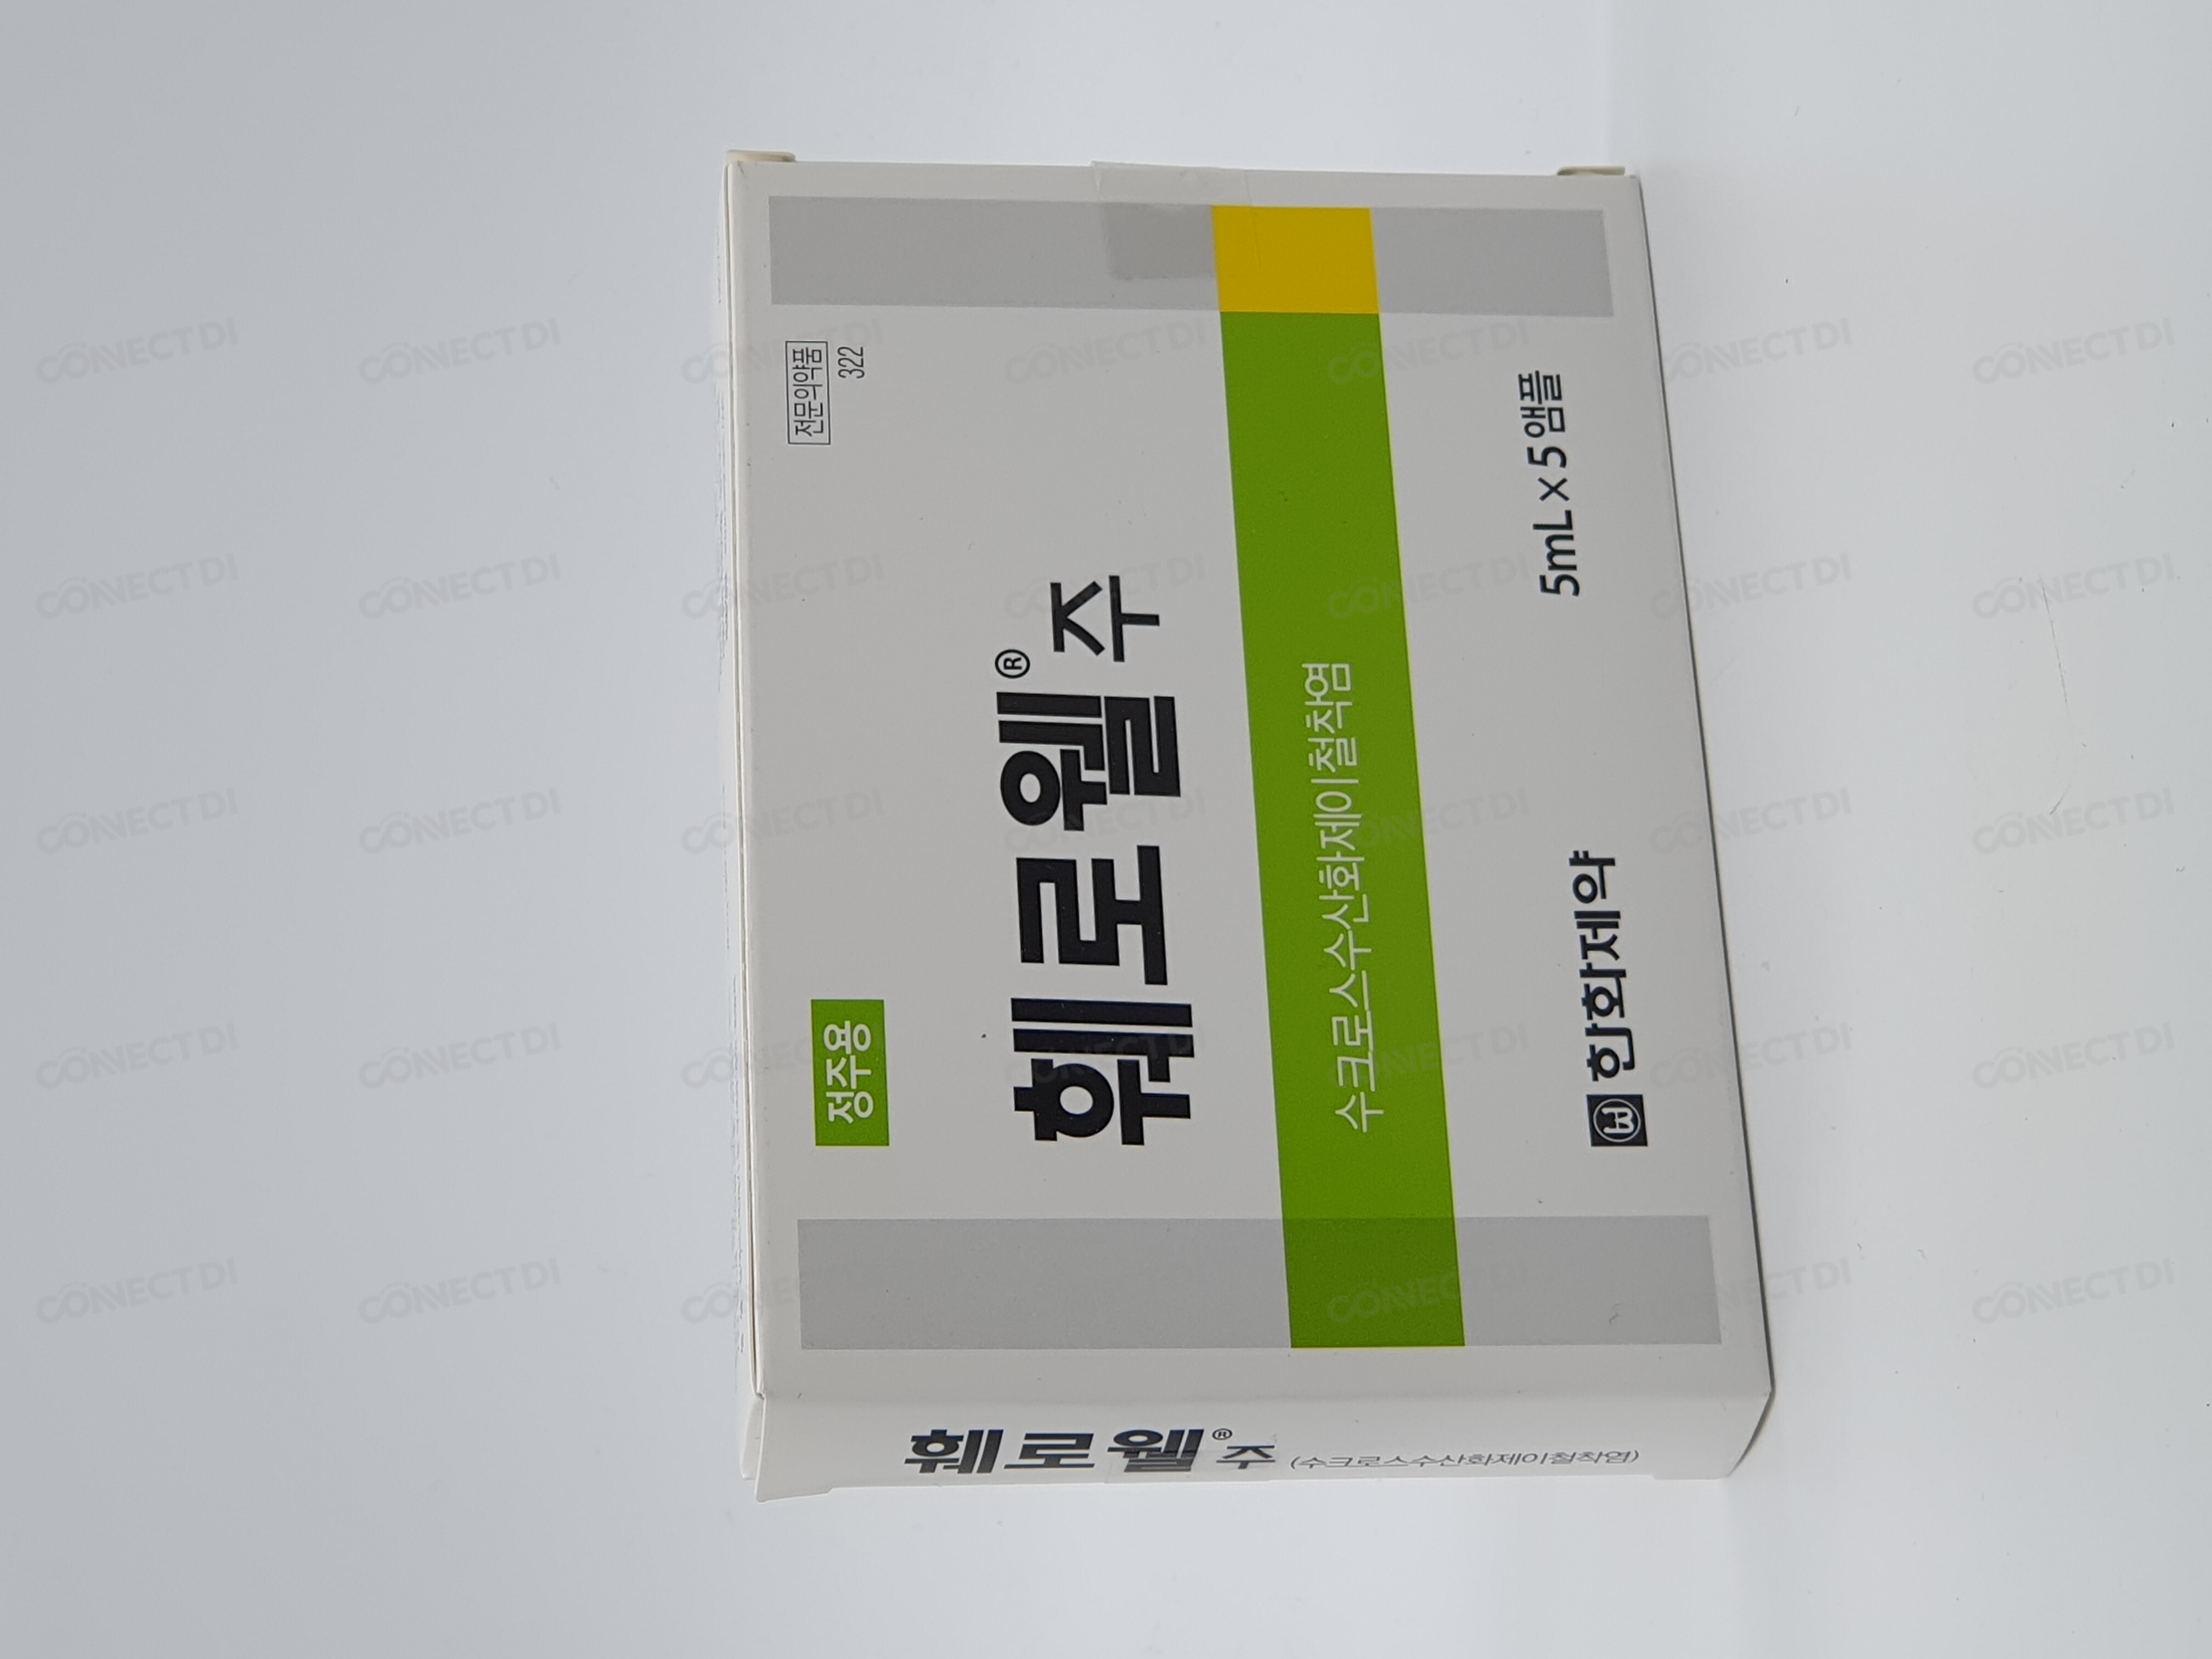 전문의약품
322
정주용
훼로웰® 주
수크로스수산화제이철착염
한화제약
5mL × 5 앰플
훼로웰® 주 (수크로스수산화제이철착염)
CONNECT DI